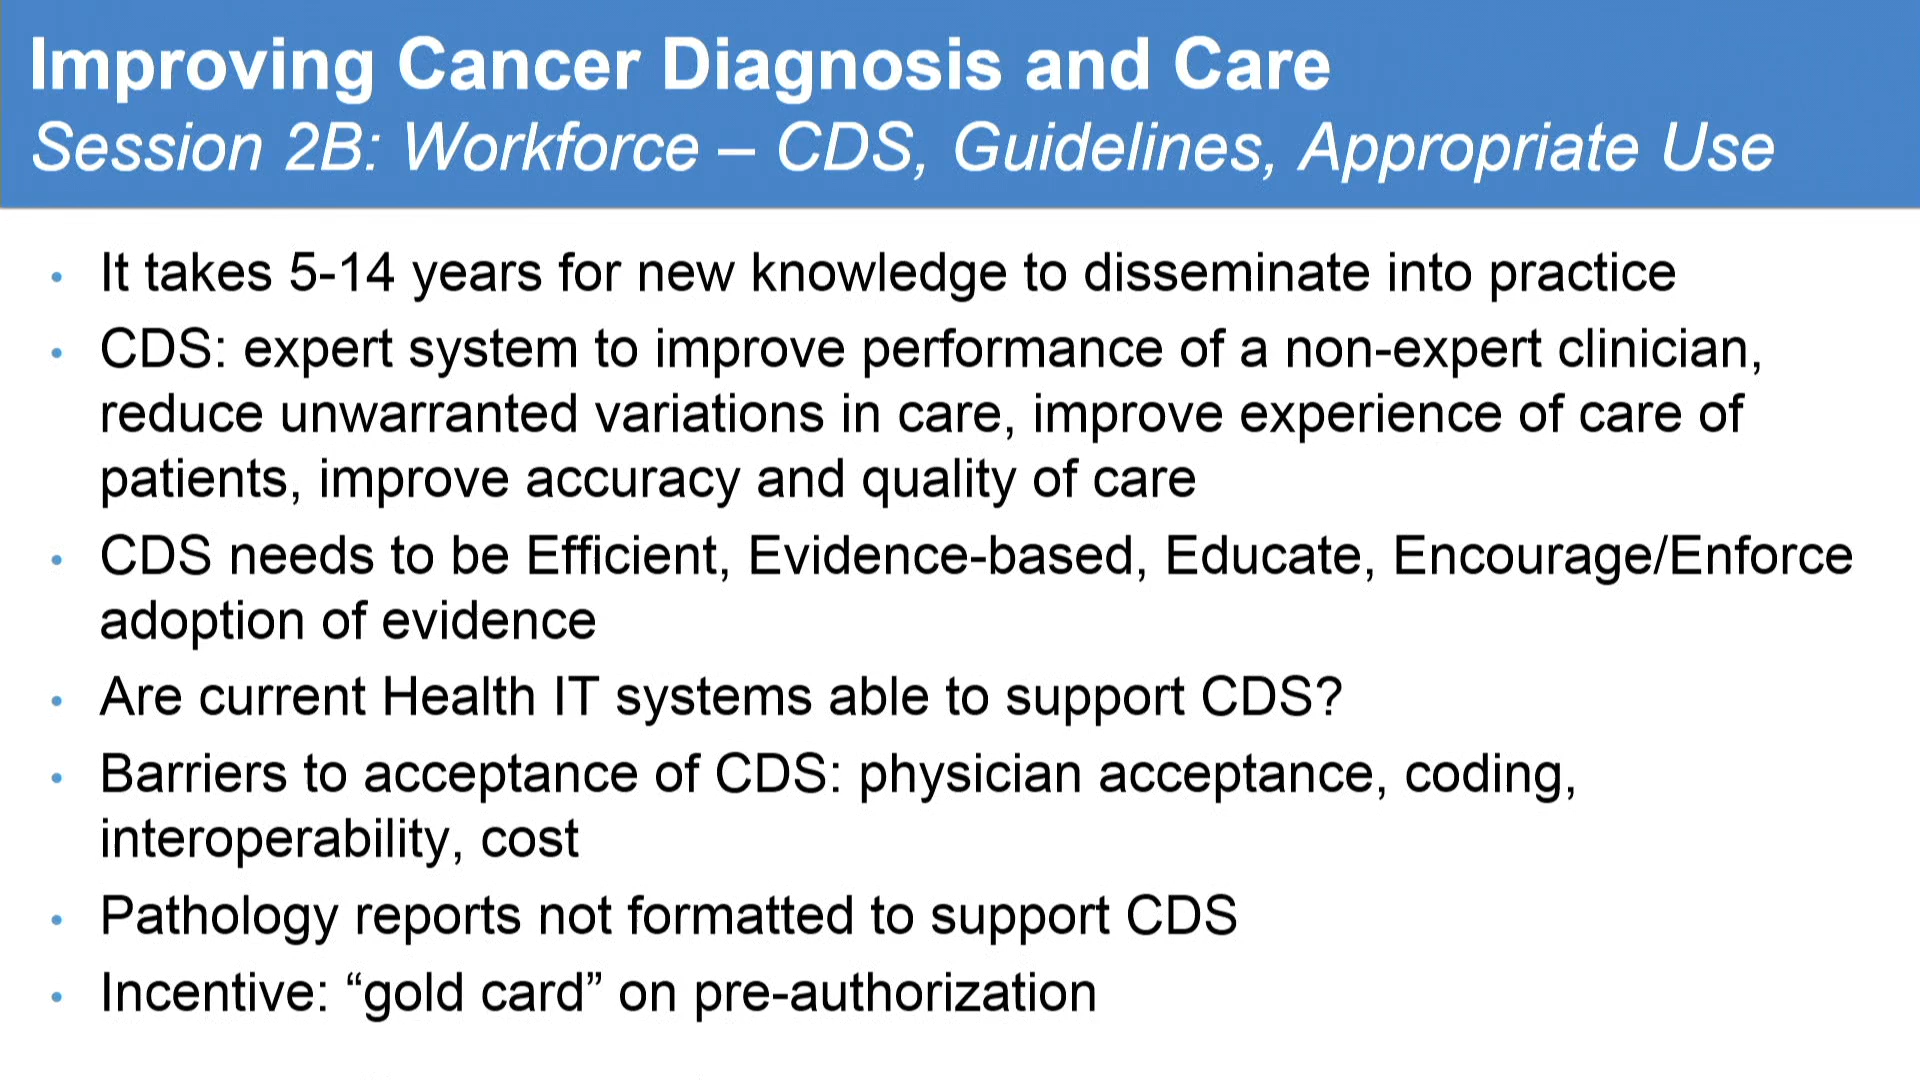 Improving Cancer Diagnosis and Care
Session 2B: Workforce – CDS, Guidelines, Appropriate Use
• It takes 5-14 years for new knowledge to disseminate into practice
• CDS: expert system to improve performance of a non-expert clinician,
reduce unwarranted variations in care, improve experience of care of
patients, improve accuracy and quality of care
• CDS needs to be Efficient, Evidence-based, Educate, Encourage/Enforce
adoption of evidence
• Are current Health IT systems able to support CDS?
• Barriers to acceptance of CDS: physician acceptance, coding,
interoperability, cost
• Pathology reports not formatted to support CDS
• Incentive: “gold card” on pre-authorization